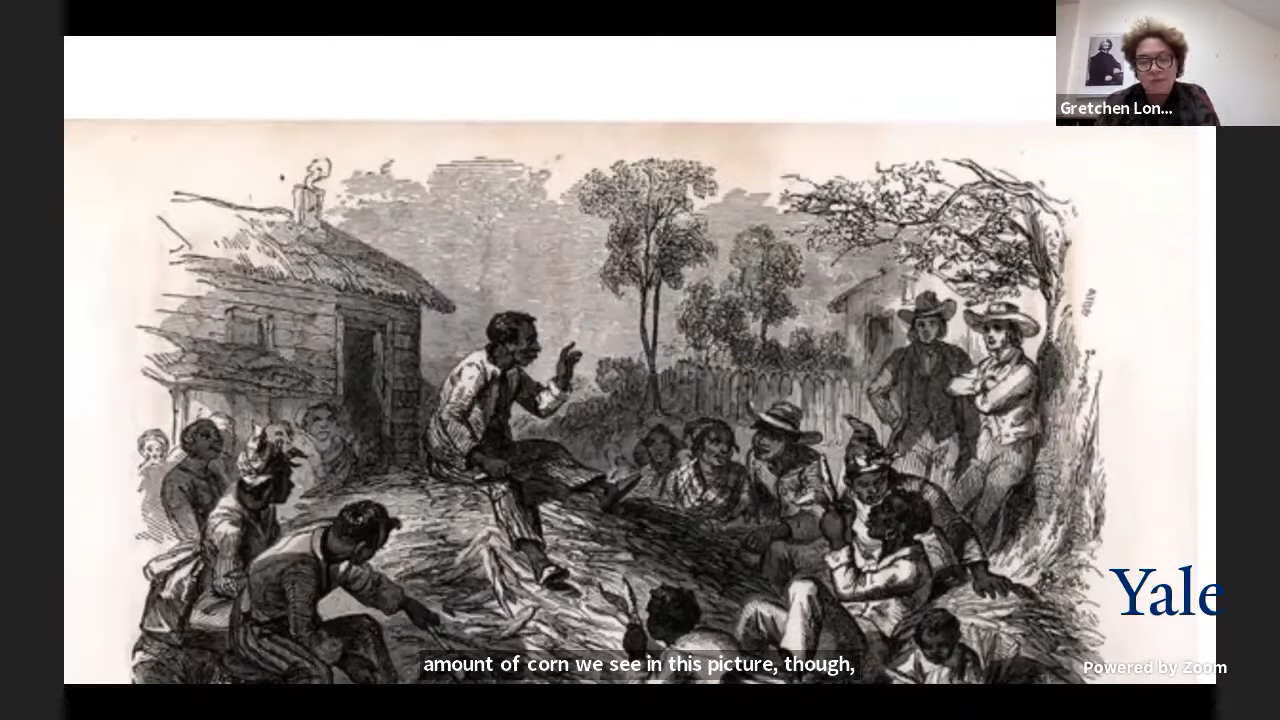 Gretchen Lon...
Yale
amount of corn we see in this picture, though,
Powered by Zoom